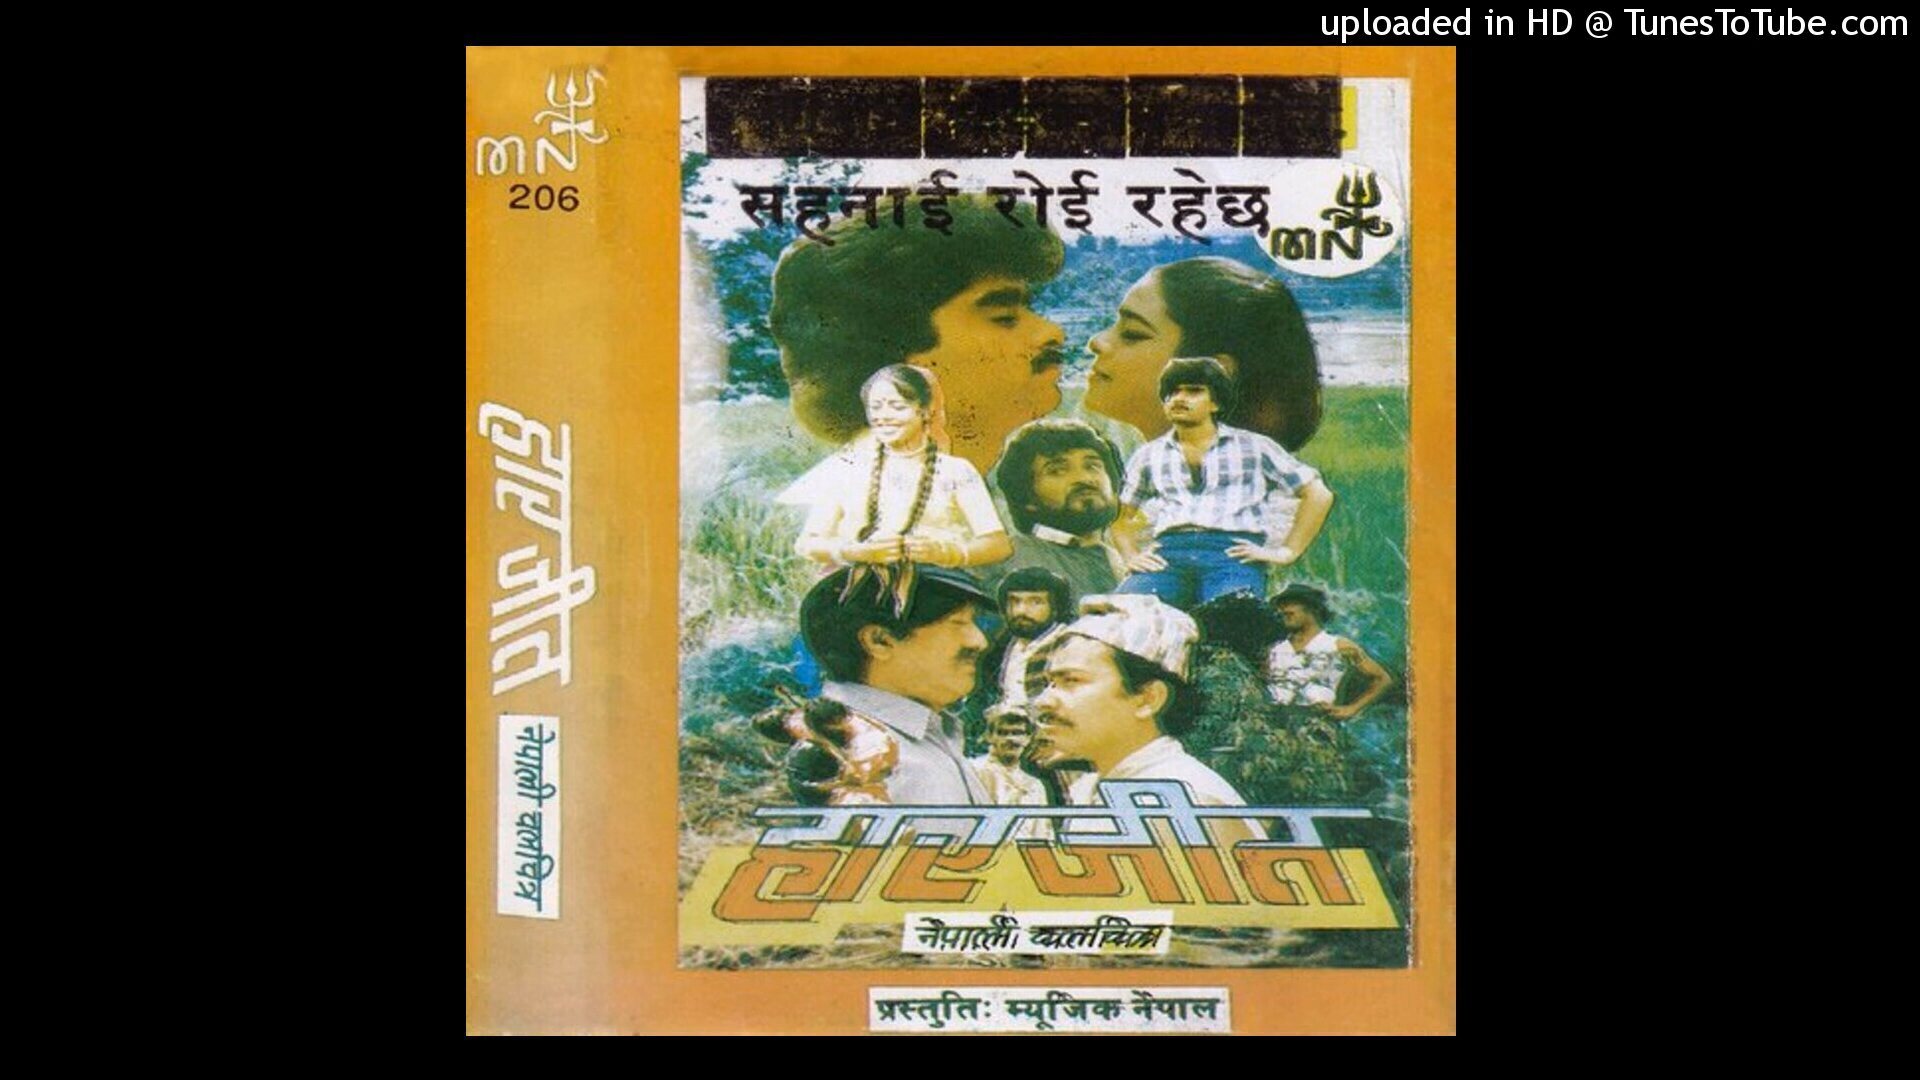 uploaded in HD @ TunesToTube.com
206
सहनाई रोई रहेछ
हार जीत
नेपाली चलचित्र
हार जीत
नेपाली चलचित्र
प्रस्तुतिः म्यूजिक नेपाल